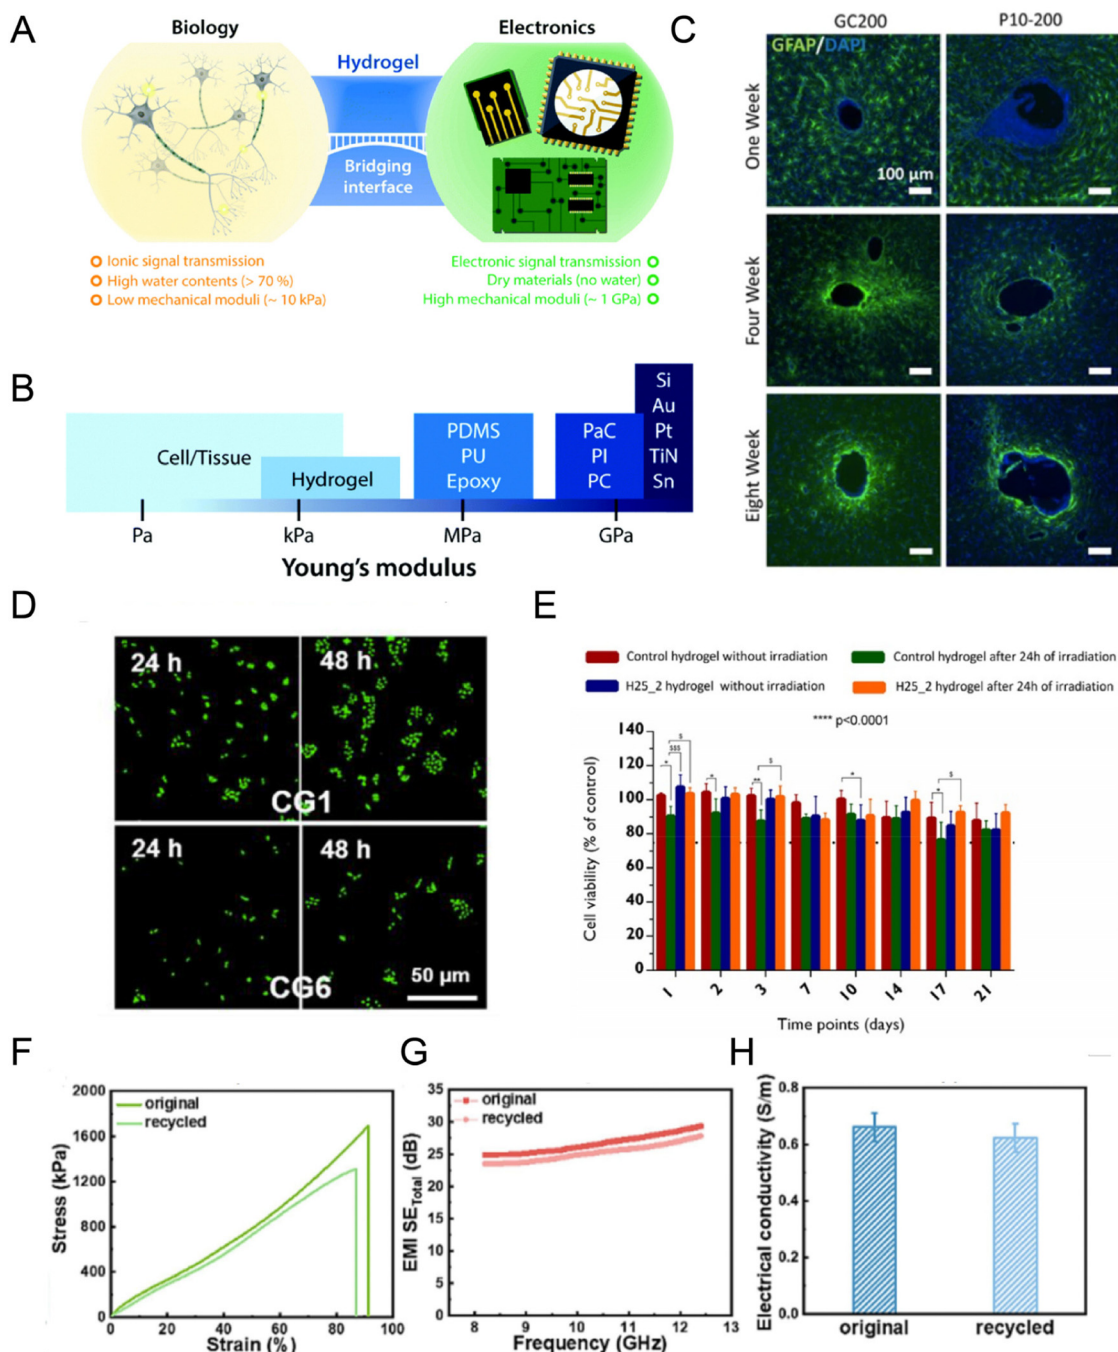 A
Biology
Electronics
Hydrogel
Bridging
interface
Ionic signal transmission
High water contents (> 70 %)
Low mechanical moduli (~ 10 kPa)
Electronic signal transmission
Dry materials (no water)
High mechanical moduli (~ 1 GPa)
B
Cell/Tissue
Hydrogel
PDMS
PU
Epoxy
PaC
PI
PC
Si
Au
Pt
TiN
Sn
Pa
kPa
MPa
GPa
Young's modulus
C
GC200
P10-200
GFAP/DAPI
100 µm
One Week
Four Week
Eight Week
D
24 h
48 h
CG1
24 h
48 h
CG6
50 µm
E
Control hydrogel without irradiation
Control hydrogel after 24h of irradiation
H25_2 hydrogel without irradiation
H25_2 hydrogel after 24h of irradiation
**** p<0.0001
Cell viability (% of control)
140
120
100
80
60
40
20
0
*
$$$
$
*
**
$
*
*
$
1
2
3
7
10
14
17
21
Time points (days)
F
original
recycled
Stress (kPa)
2000
1600
1200
800
400
0
0
20
40
60
80
100
Strain (%)
G
original
recycled
EMI SETotal (dB)
35
30
25
20
15
10
5
0
8
9
10
11
12
13
Frequency (GHz)
H
Electrical conductivity (S/m)
0.8
0.6
0.4
0.2
0.0
original
recycled